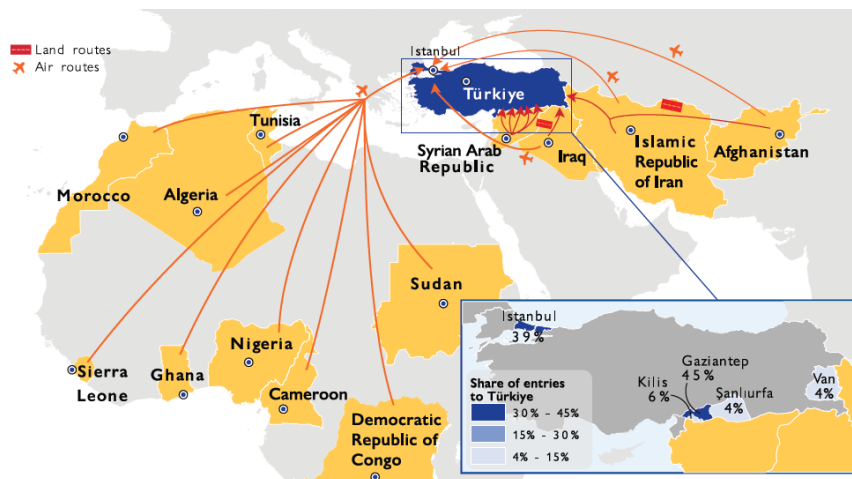 Land routes
Air routes
Istanbul
Türkiye
Tunisia
Syrian Arab
Republic
Iraq
Islamic
Republic
of Iran
Afghanistan
Morocco
Algeria
Sudan
Nigeria
Sierra
Leone
Ghana
Cameroon
Democratic
Republic of
Congo
Istanbul
39%
Gaziantep
45%
Kilis
6%
Şanlıurfa
4%
Van
4%
Share of entries
to Türkiye
30% - 45%
15% - 30%
4% - 15%